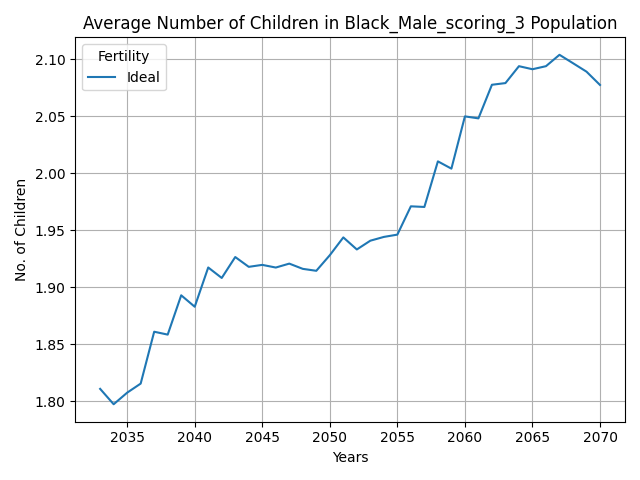 Average Number of Children in Black_Male_scoring_3 Population
Fertility
Ideal
2.10
2.05
2.00
1.95
1.90
1.85
1.80
No. of Children
2035 2040 2045 2050 2055 2060 2065 2070
Years